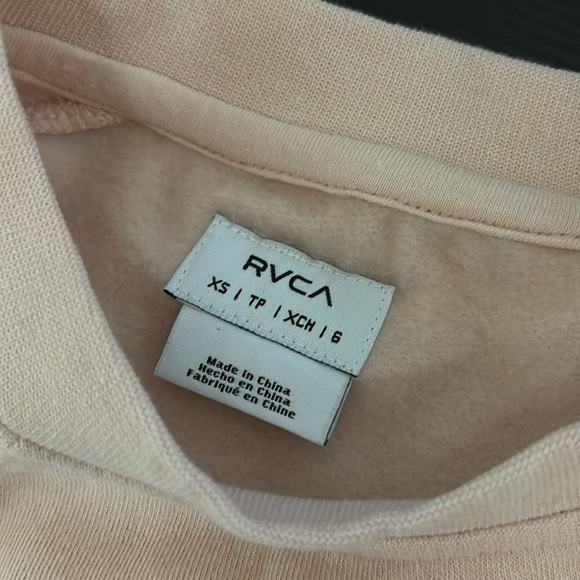 RVCA
XS | TP | XCH | 6
Made in China
Hecho en China
Fabriqué en Chine